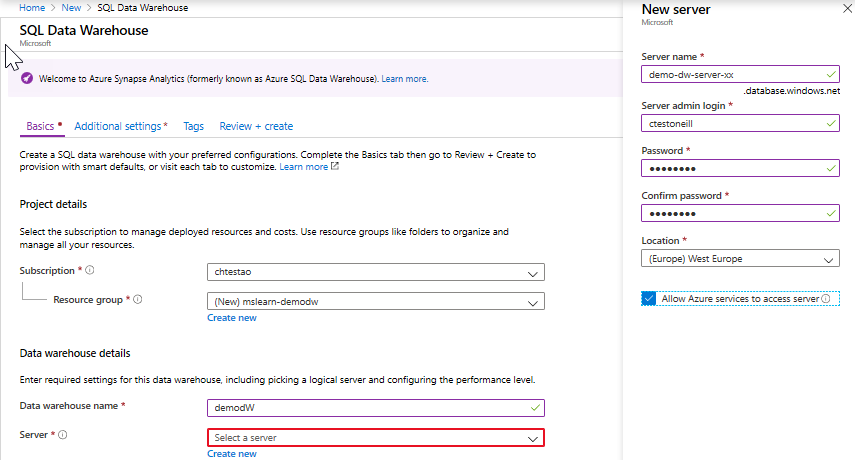 Home > New > SQL Data Warehouse
SQL Data Warehouse
Microsoft
Welcome to Azure Synapse Analytics (formerly known as Azure SQL Data Warehouse). Learn more.
Basics * Additional settings * Tags Review + create
Create a SQL data warehouse with your preferred configurations. Complete the Basics tab then go to Review + Create to
provision with smart defaults, or visit each tab to customize. Learn more
Project details
Select the subscription to manage deployed resources and costs. Use resource groups like folders to organize and
manage all your resources.
Subscription * chtestao
Resource group * (New) mslearn-demodw
Create new
Data warehouse details
Enter required settings for this data warehouse, including picking a logical server and configuring the performance level.
Data warehouse name * demodW
Server * Select a server
Create new
New server
Microsoft
Server name *
demo-dw-server-xx
.database.windows.net
Server admin login *
ctestoneill
Password *
••••••••
Confirm password *
••••••••
Location *
(Europe) West Europe
Allow Azure services to access server